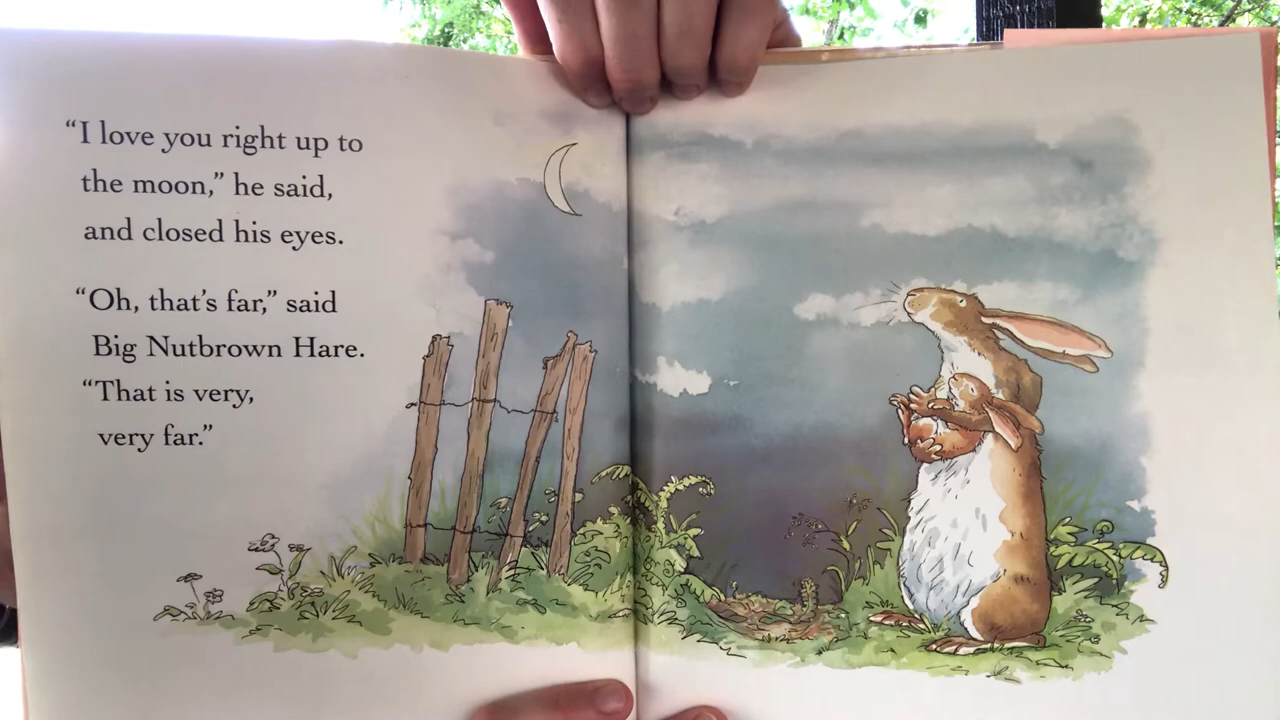 “I love you right up to
the moon,” he said,
and closed his eyes.
“Oh, that’s far,” said
Big Nutbrown Hare.
“That is very,
very far.”